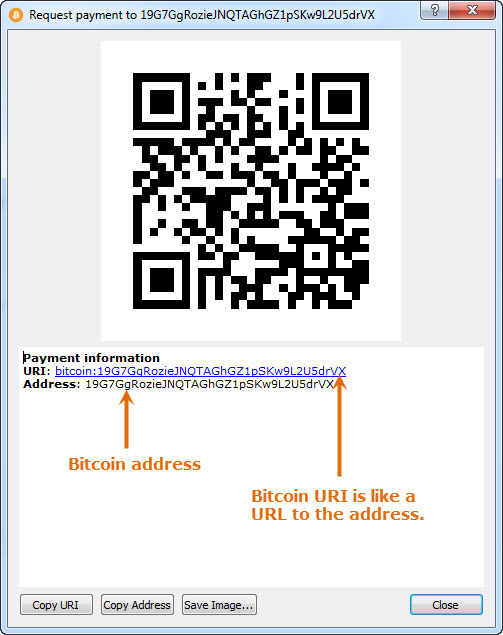 Request payment to 19G7GgRozieJNQTAGhGZ1pSKw9L2U5drVX
Payment information
URI: bitcoin:19G7GgRozieJNQTAGhGZ1pSKw9L2U5drVX
Address: 19G7GgRozieJNQTAGhGZ1pSKw9L2U5drVX
Bitcoin address
Bitcoin URI is like a
URL to the address.
Copy URI
Copy Address
Save Image...
Close